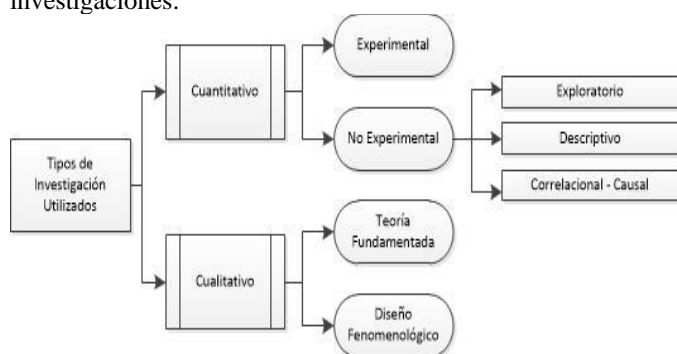 investigaciones.
Experimental
Cuantitativo
No Experimental
Exploratorio
Descriptivo
Correlacional - Causal
Tipos de
Investigación
Utilizados
Teoría
Fundamentada
Cualitativo
Diseño
Fenomenológico